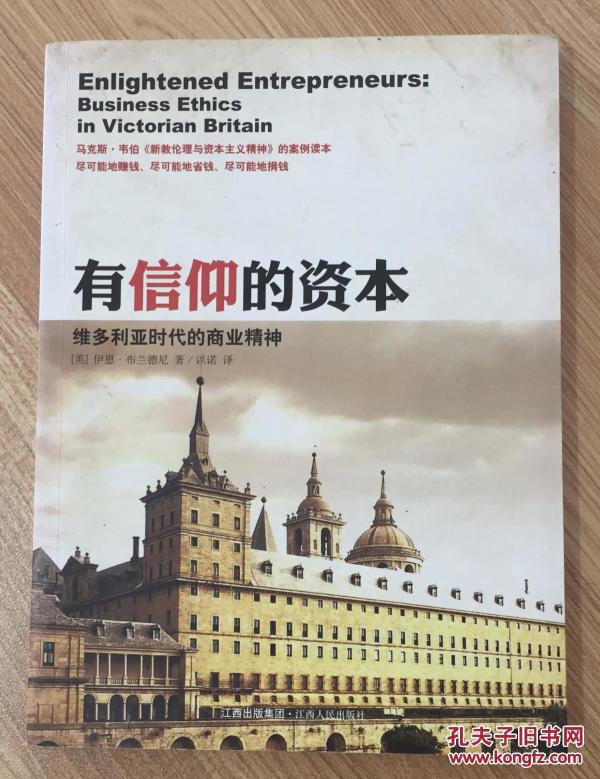 Enlightened Entrepreneurs:
Business Ethics
in Victorian Britain
马克斯·韦伯《新教伦理与资本主义精神》的案例读本
尽可能地赚钱、尽可能地省钱、尽可能地捐钱
有信仰的资本
维多利亚时代的商业精神
[英] 伊恩·布兰德尼 著/以诺 译
江西出版集团·江西人民出版社
孔夫子旧书网
www.kongfz.com